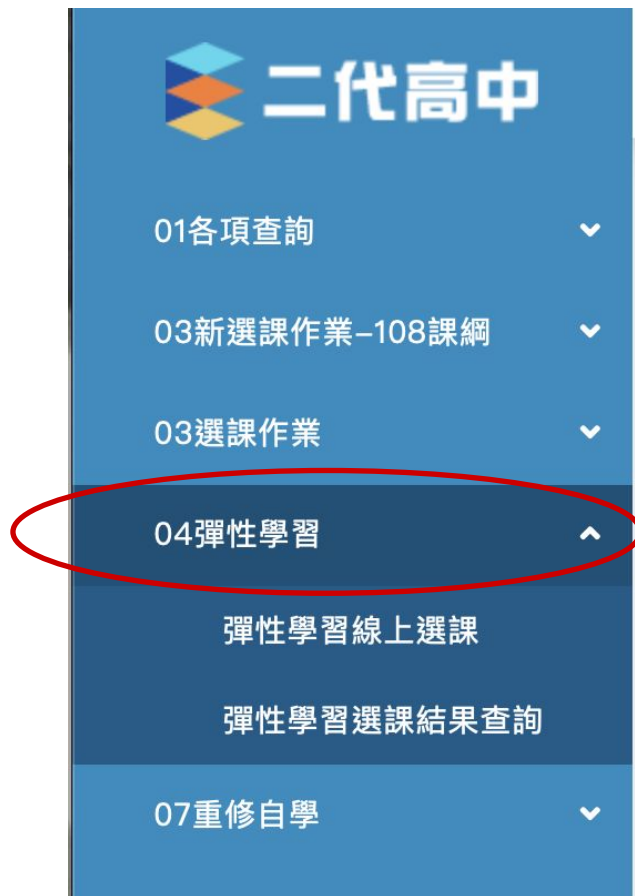 二代高中
01各項查詢
03新選課作業-108課綱
03選課作業
04彈性學習
彈性學習線上選課
彈性學習選課結果查詢
07重修自學